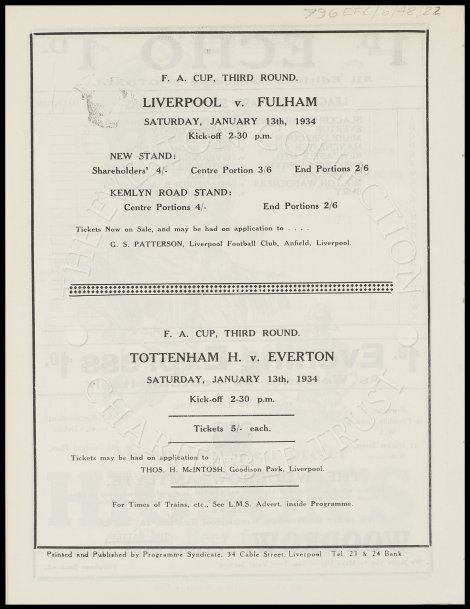 796 EFC/6/48/22
F. A. CUP, THIRD ROUND.
LIVERPOOL v. FULHAM
SATURDAY, JANUARY 13th, 1934
Kick-off 2-30 p.m.
NEW STAND:
Shareholders' 4/- Centre Portion 3/6 End Portions 2/6
KEMLYN ROAD STAND:
Centre Portions 4/- End Portions 2/6
Tickets Now on Sale, and may be had on application to . . . .
G. S. PATTERSON, Liverpool Football Club, Anfield, Liverpool.
F. A. CUP, THIRD ROUND.
TOTTENHAM H. v. EVERTON
SATURDAY, JANUARY 13th, 1934
Kick-off 2-30 p.m.
Tickets 5/- each.
Tickets may be had on application to
THOS. H. McINTOSH, Goodison Park, Liverpool.
For Times of Trains, etc., See L.M.S. Advert. inside Programme.
Printed and Published by Programme Syndicate, 34 Cable Street, Liverpool Tel. 23 & 24 Bank.
THE EVERTON COLLECTION
CHARITABLE TRUST